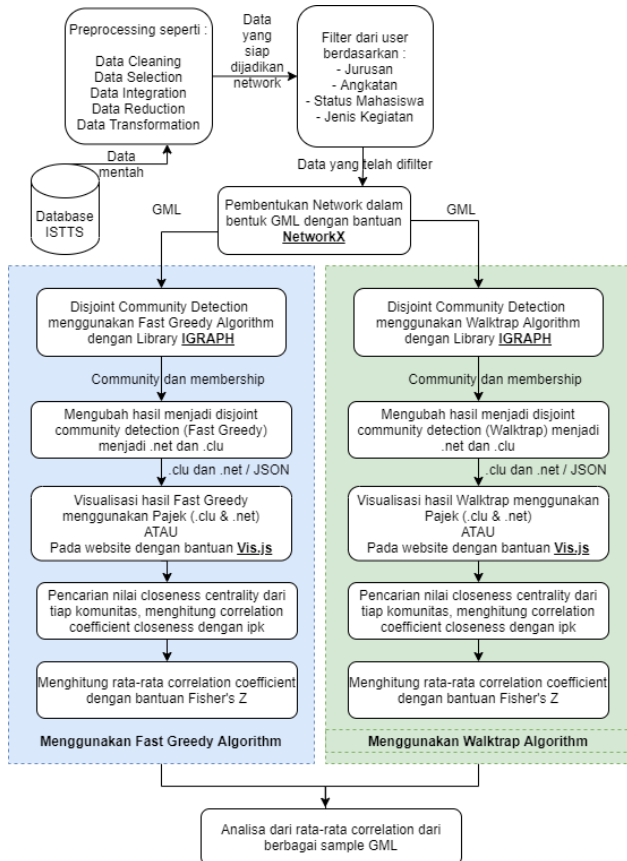 Preprocessing seperti :
Data Cleaning
Data Selection
Data Integration
Data Reduction
Data Transformation
Data
yang
siap
dijadikan
network
Filter dari user
berdasarkan :
- Jurusan
- Angkatan
- Status Mahasiswa
- Jenis Kegiatan
Data
mentah
Database
ISTTS
Data yang telah difilter
GML
Pembentukan Network dalam
bentuk GML dengan bantuan
NetworkX
GML
Disjoint Community Detection
menggunakan Fast Greedy Algorithm
dengan Library IGRAPH
Community dan membership
Mengubah hasil menjadi disjoint
community detection (Fast Greedy)
menjadi .net dan .clu
.clu dan .net / JSON
Visualisasi hasil Fast Greedy
menggunakan Pajek (.clu & .net)
ATAU
Pada website dengan bantuan Vis.js
Pencarian nilai closeness centrality dari
tiap komunitas, menghitung correlation
coefficient closeness dengan ipk
Menghitung rata-rata correlation coefficient
dengan bantuan Fisher's Z
Menggunakan Fast Greedy Algorithm
Disjoint Community Detection
menggunakan Walktrap Algorithm
dengan Library IGRAPH
Community dan membership
Mengubah hasil menjadi disjoint
community detection (Walktrap) menjadi
.net dan .clu
.clu dan .net / JSON
Visualisasi hasil Walktrap menggunakan
Pajek (.clu & .net)
ATAU
Pada website dengan bantuan Vis.js
Pencarian nilai closeness centrality dari
tiap komunitas, menghitung correlation
coefficient closeness dengan ipk
Menghitung rata-rata correlation coefficient
dengan bantuan Fisher's Z
Menggunakan Walktrap Algorithm
Analisa dari rata-rata correlation dari
berbagai sample GML